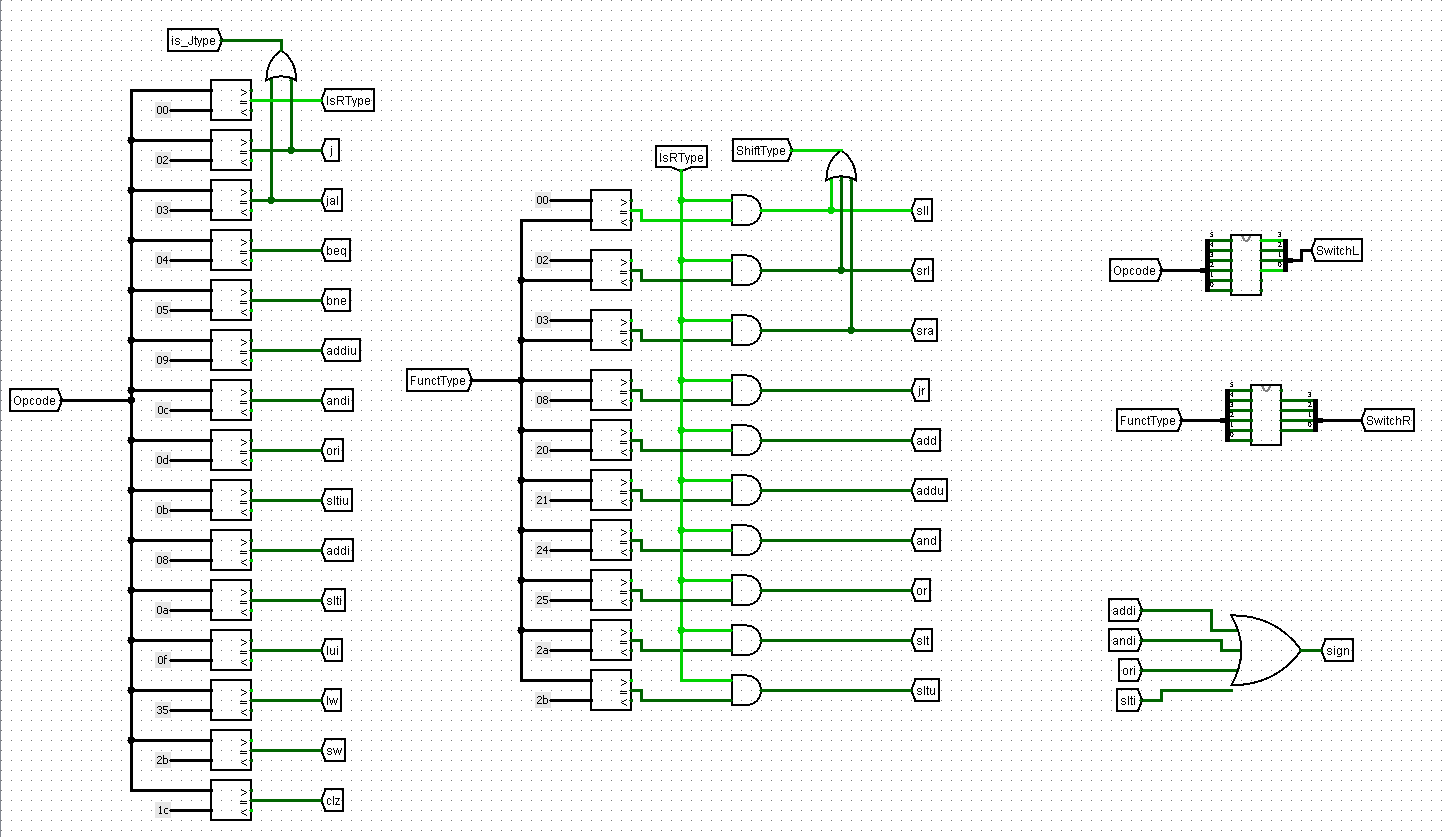 is_Jtype
00
IsRType
02
j
03
jal
04
beq
05
bne
09
addiu
Opcode
0c
andi
0d
ori
0b
sltiu
08
addi
0a
slti
0f
lui
35
lw
2b
sw
1c
clz
IsRType
ShiftType
00
sll
02
srl
03
sra
FunctType
08
jr
20
add
21
addu
24
and
25
or
2a
slt
2b
sltu
Opcode
SwitchL
FunctType
SwitchR
addi
andi
ori
slti
sign